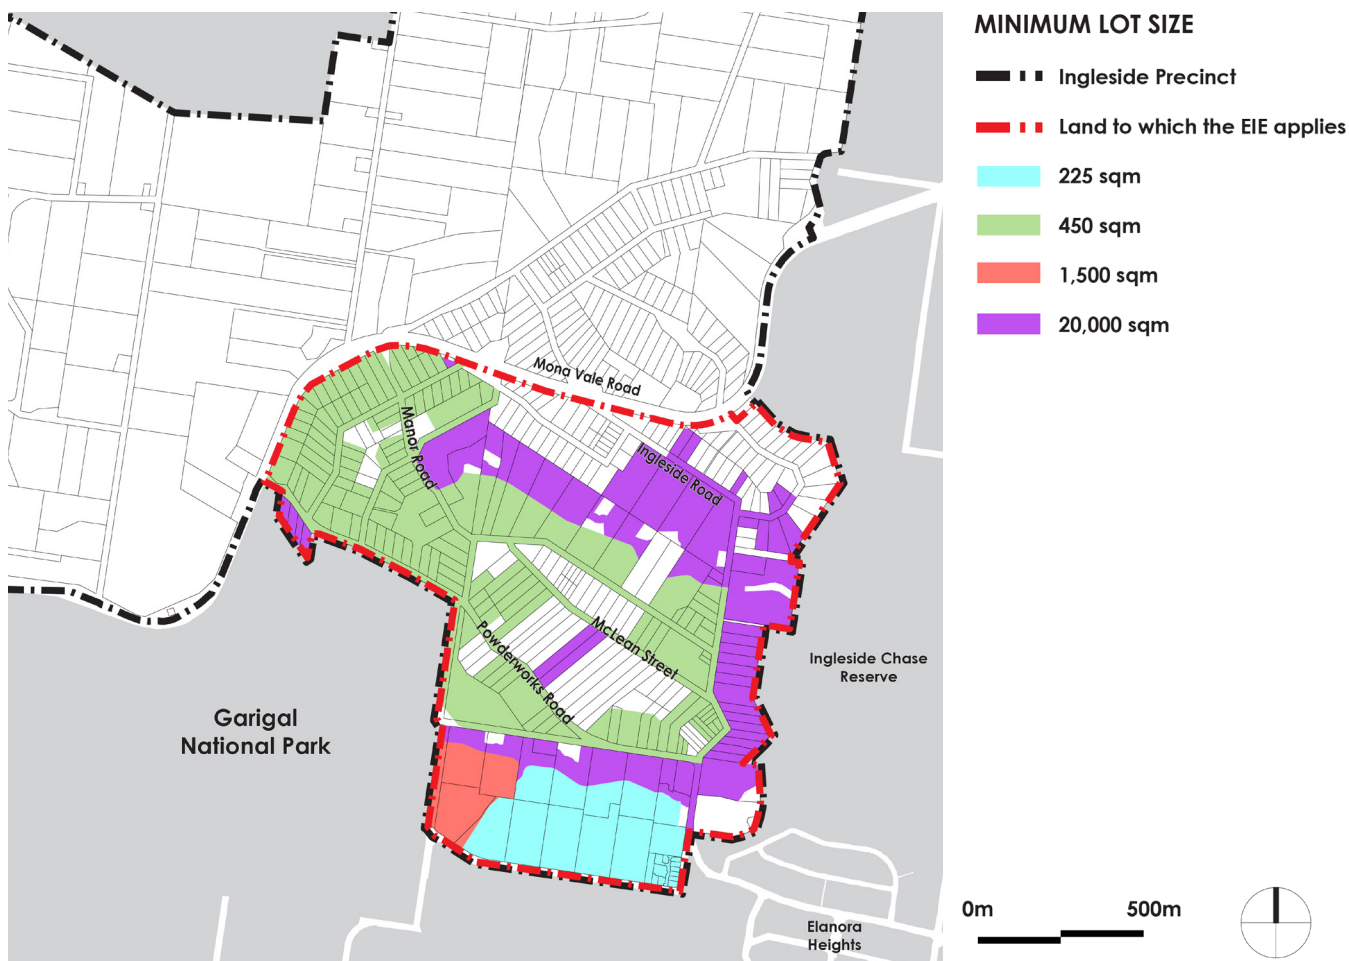 MINIMUM LOT SIZE
Ingleside Precinct
Land to which the EIE applies
225 sqm
450 sqm
1,500 sqm
20,000 sqm
Mona Vale Road
Manor Road
Ingleside Road
McLean Street
Powderworks Road
Ingleside Chase
Reserve
Garigal
National Park
Elanora
Heights
0m 500m